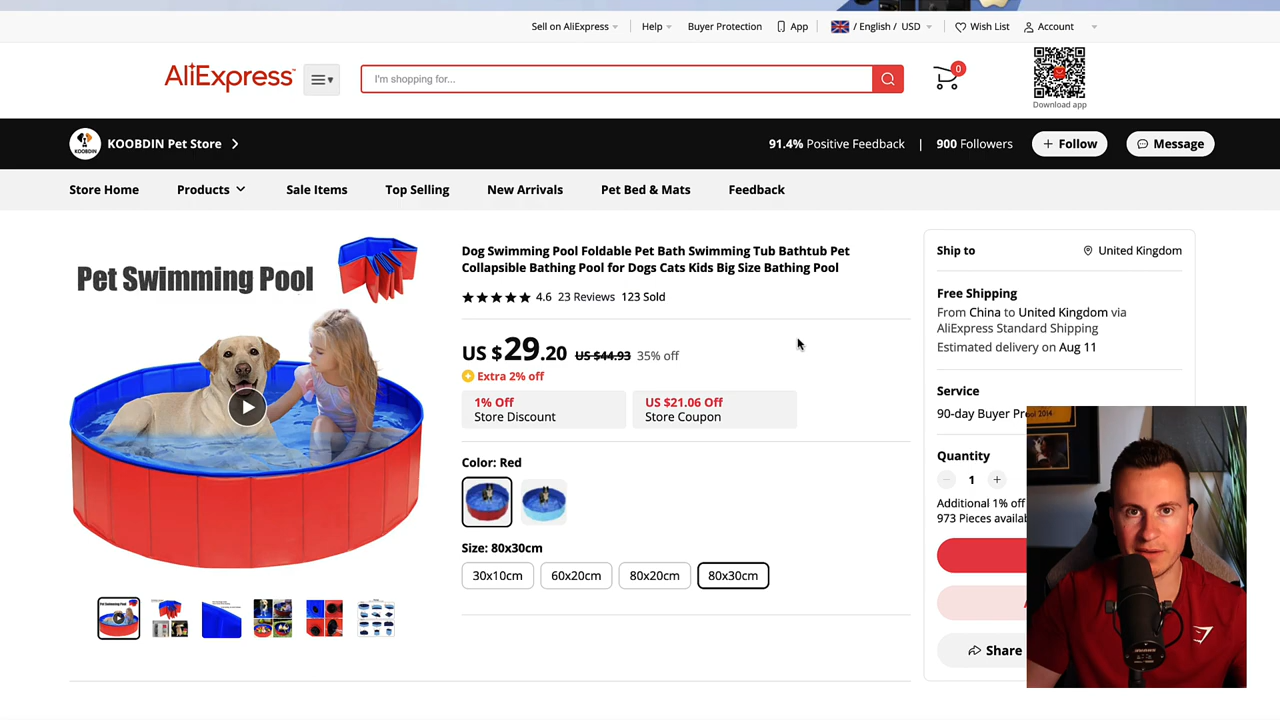 Sell on AliExpress
Help
Buyer Protection
App
/ English / USD
Wish List
Account
AliExpress
I'm shopping for...
0
Download app
KOOBDIN
KOOBDIN Pet Store
91.4% Positive Feedback | 900 Followers
+ Follow
Message
Store Home
Products
Sale Items
Top Selling
New Arrivals
Pet Bed & Mats
Feedback
Pet Swimming Pool
Dog Swimming Pool Foldable Pet Bath Swimming Tub Bathtub Pet
Collapsible Bathing Pool for Dogs Cats Kids Big Size Bathing Pool
4.6 23 Reviews 123 Sold
US $29.20 US $44.93 35% off
Extra 2% off
1% Off
Store Discount
US $21.06 Off
Store Coupon
Color: Red
Size: 80x30cm
30x10cm
60x20cm
80x20cm
80x30cm
Ship to
United Kingdom
Free Shipping
From China to United Kingdom via
AliExpress Standard Shipping
Estimated delivery on Aug 11
Service
90-day Buyer Pr
Quantity
1
Additional 1% off
973 Pieces availab
Share